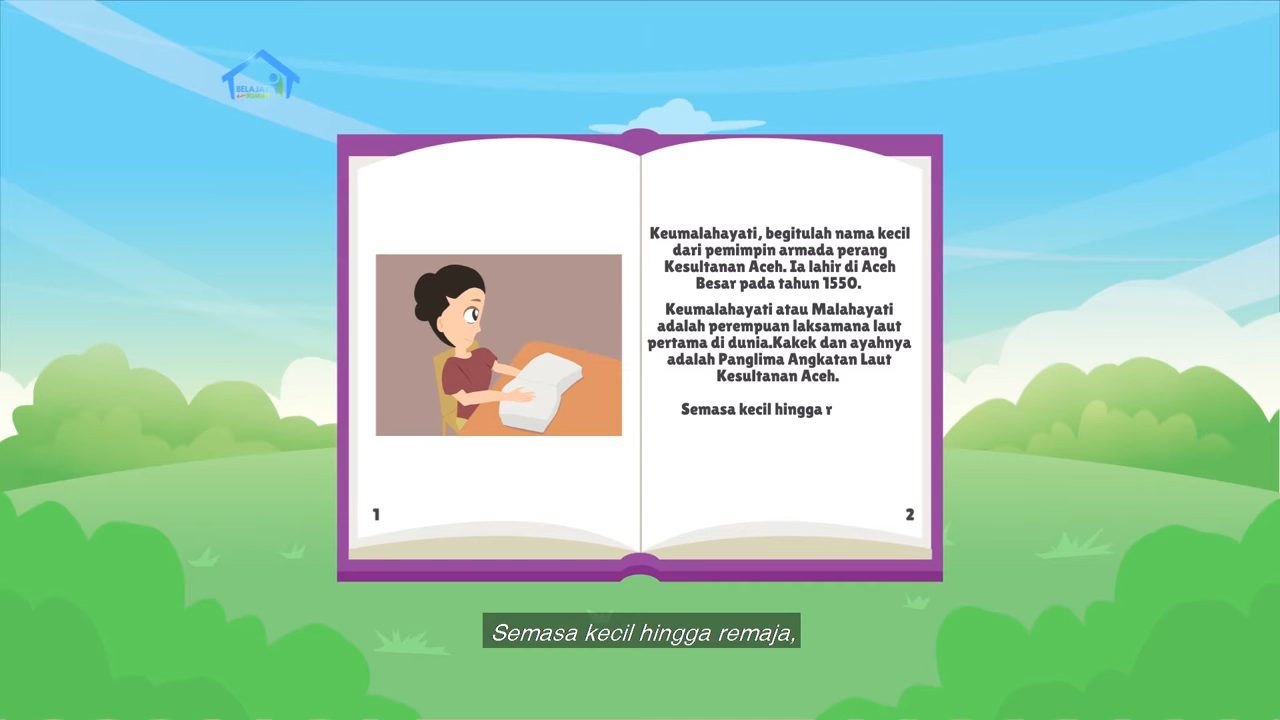 BELAJAR
Keumalahayati, begitulah nama kecil
dari pemimpin armada perang
Kesultanan Aceh. Ia lahir di Aceh
Besar pada tahun 1550.
Keumalahayati atau Malahayati
adalah perempuan laksamana laut
pertama di dunia.Kakek dan ayahnya
adalah Panglima Angkatan Laut
Kesultanan Aceh.
Semasa kecil hingga r
1
2
Semasa kecil hingga remaja,